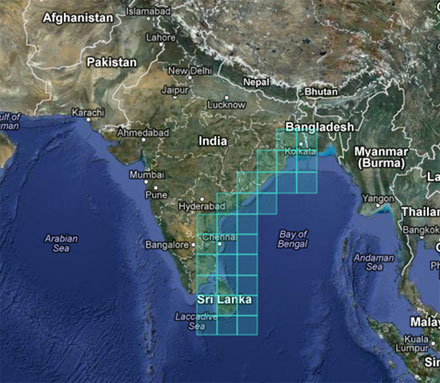 Islamabad
Afghanistan
Lahore
Pakistan
New Delhi
Nepal
Bhutan
Jaipur
Lucknow
Karachi
Bangladesh
Ahmedabad
India
Kolkata
Myanmar
(Burma)
Mumbai
Pune
Hyderabad
Yangon
Thailan
Arabian
Sea
Bangalore
Chennai
Bay of
Bengal
Bangkok
Andaman
Sea
Sri Lanka
Laccadive
Sea
Malay
Kuala
Lumpur